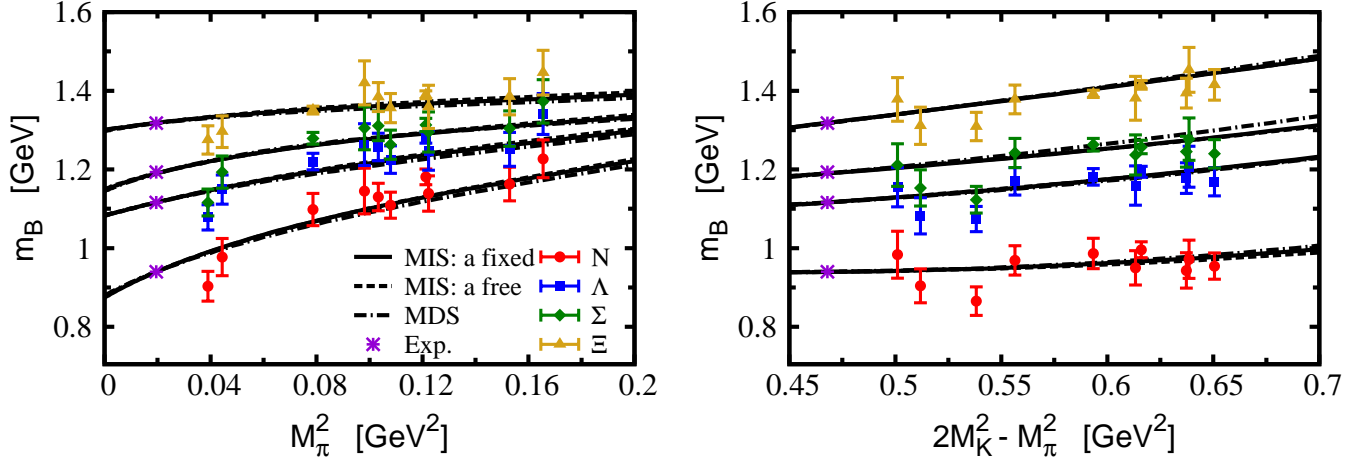 m_B [GeV]
1.6
1.4
1.2
1
0.8
0
0.04
0.08
0.12
0.16
0.2
M_π^2 [GeV^2]
MIS: a fixed
MIS: a free
MDS
Exp.
N
Λ
Σ
Ξ
m_B [GeV]
1.6
1.4
1.2
1
0.8
0.45
0.5
0.55
0.6
0.65
0.7
2M_K^2 - M_π^2 [GeV^2]